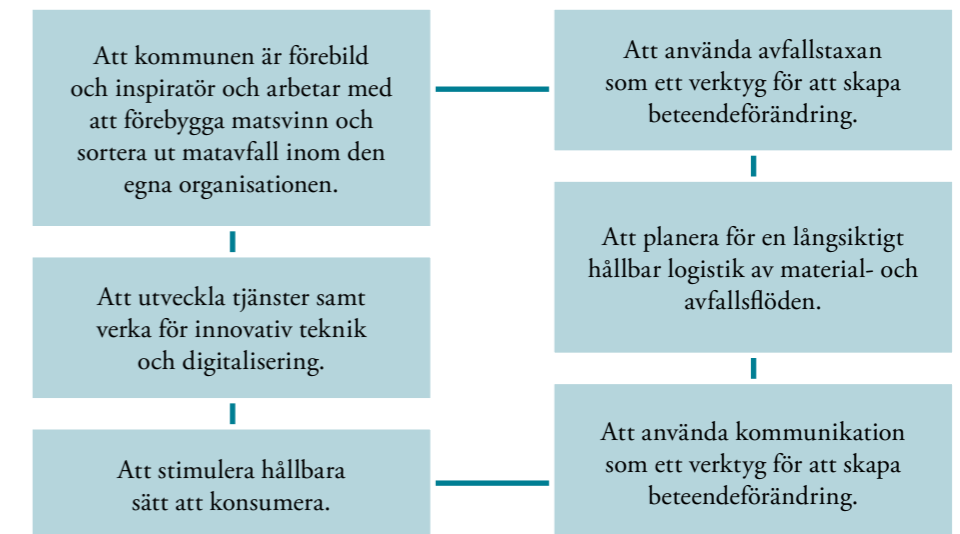 Att kommunen är förebild
och inspiratör och arbetar med
att förebygga matsvinn och
sortera ut matavfall inom den
egna organisationen.
Att utveckla tjänster samt
verka för innovativ teknik
och digitalisering.
Att stimulera hållbara
sätt att konsumera.
Att använda avfallstaxan
som ett verktyg för att skapa
beteendeförändring.
Att planera för en långsiktigt
hållbar logistik av material- och
avfallsflöden.
Att använda kommunikation
som ett verktyg för att skapa
beteendeförändring.